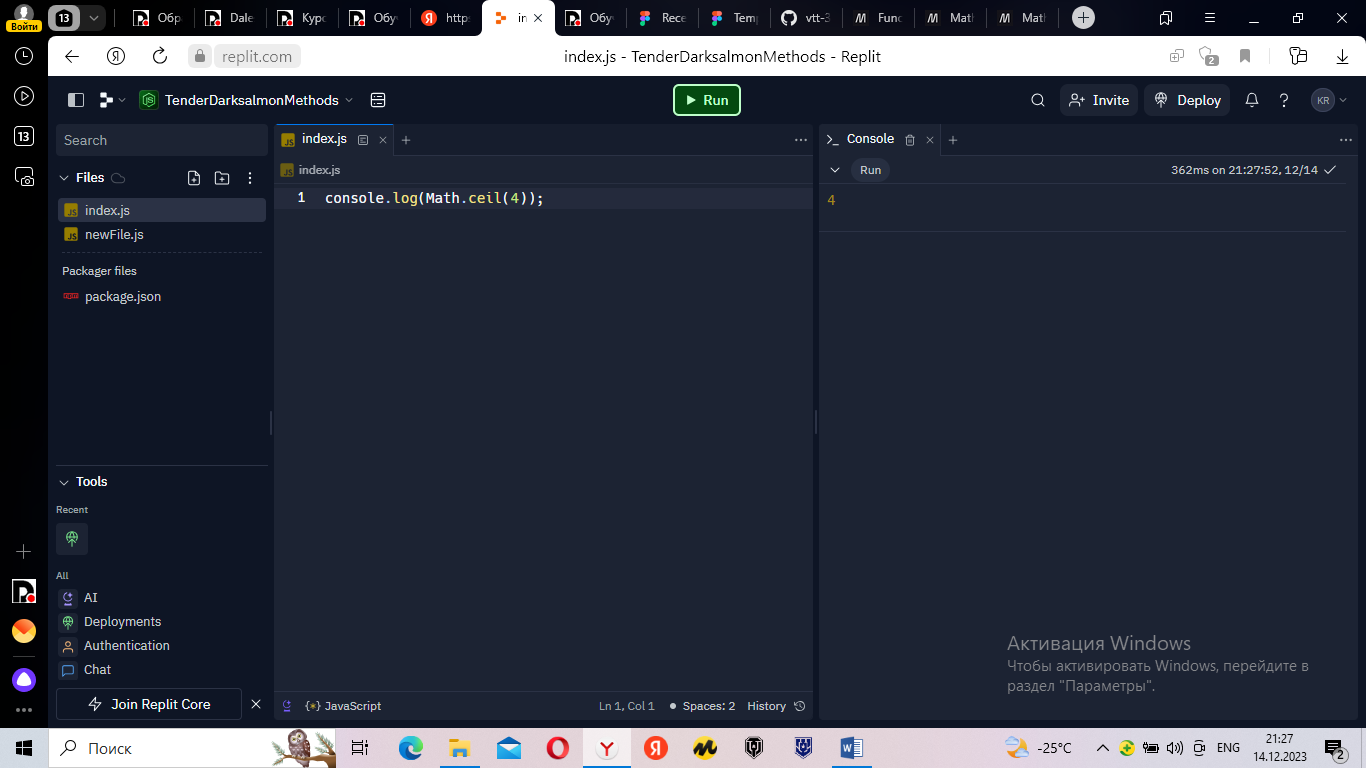 Войти
13
Обра
Dale
Курс
Обуч
http
in
Обуч
Rece
Temp
vtt-3
Func
Math
Math
replit.com
index.js - TenderDarksalmonMethods - Replit
2
TenderDarksalmonMethods
Run
Invite
Deploy
KR
13
Search
Files
index.js
newFile.js
Packager files
package.json
Tools
Recent
All
AI
Deployments
Authentication
Chat
Join Replit Core
index.js
index.js
1 console.log(Math.ceil(4));
JavaScript
Ln 1, Col 1
Spaces: 2
History
Console
Run
362ms on 21:27:52, 12/14
4
Активация Windows
Чтобы активировать Windows, перейдите в
раздел "Параметры".
Поиск
-25°C
ENG
21:27
14.12.2023
2